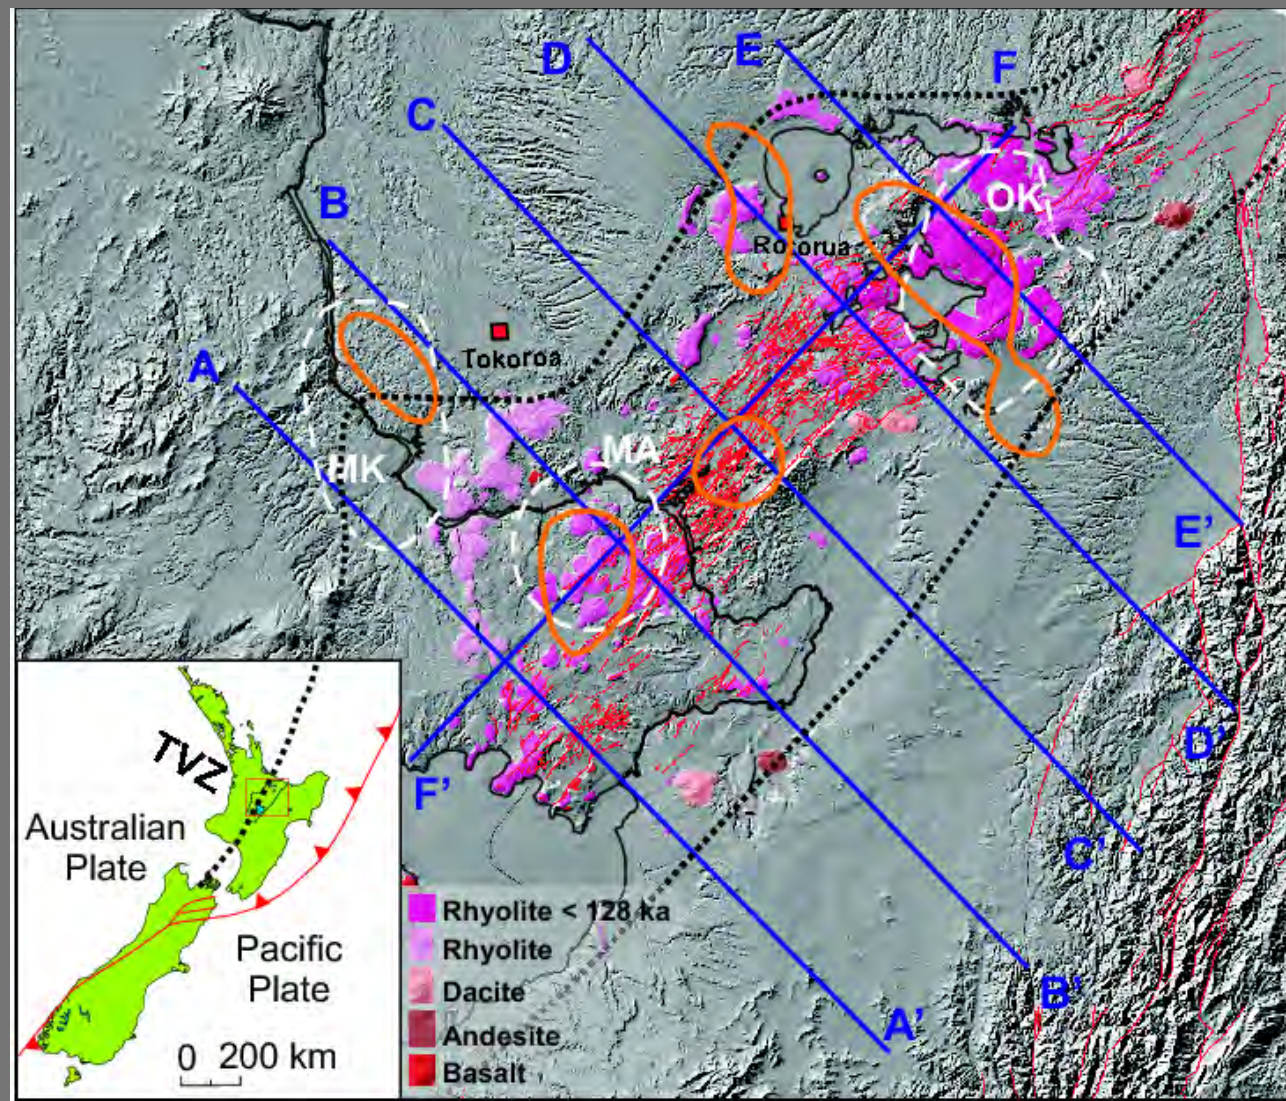 D
E
F
C
B
OK
Rotorua
Tokoroa
A
MA
MK
E'
D'
F'
C'
B'
A'
TVZ
Australian
Plate
Pacific
Plate
0 200 km
Rhyolite < 128 ka
Rhyolite
Dacite
Andesite
Basalt